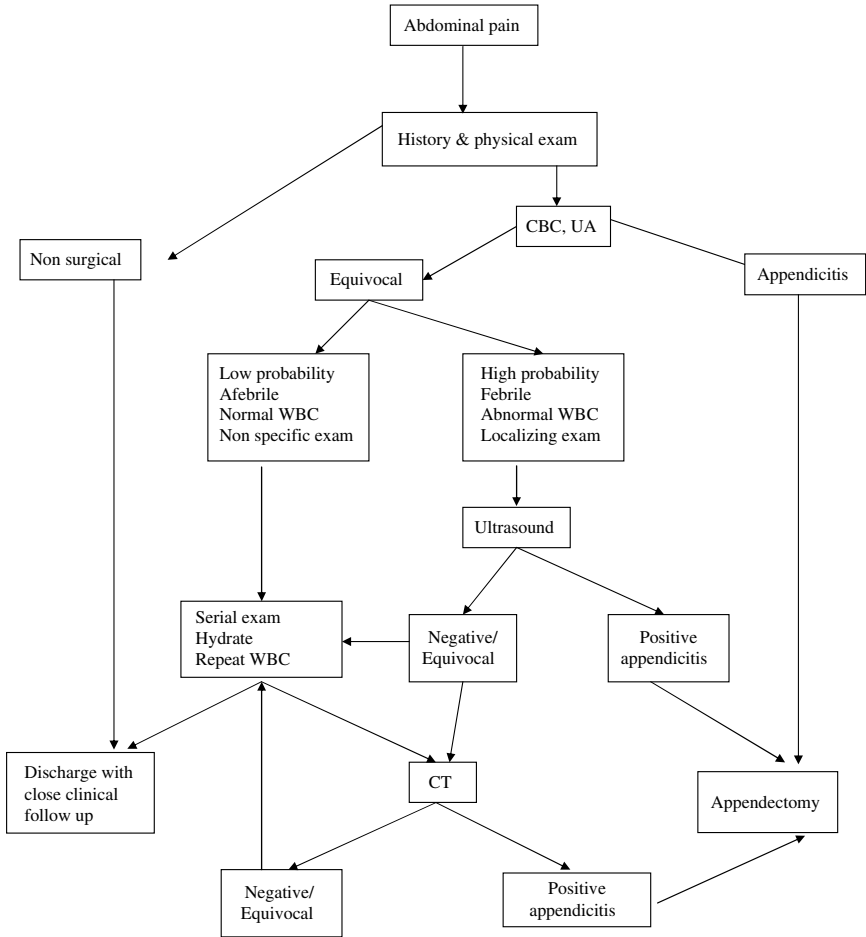 Abdominal pain
History & physical exam
CBC, UA
Non surgical
Equivocal
Appendicitis
Low probability
Afebrile
Normal WBC
Non specific exam
High probability
Febrile
Abnormal WBC
Localizing exam
Ultrasound
Serial exam
Hydrate
Repeat WBC
Negative/
Equivocal
Positive
appendicitis
Discharge with
close clinical
follow up
CT
Appendectomy
Negative/
Equivocal
Positive
appendicitis